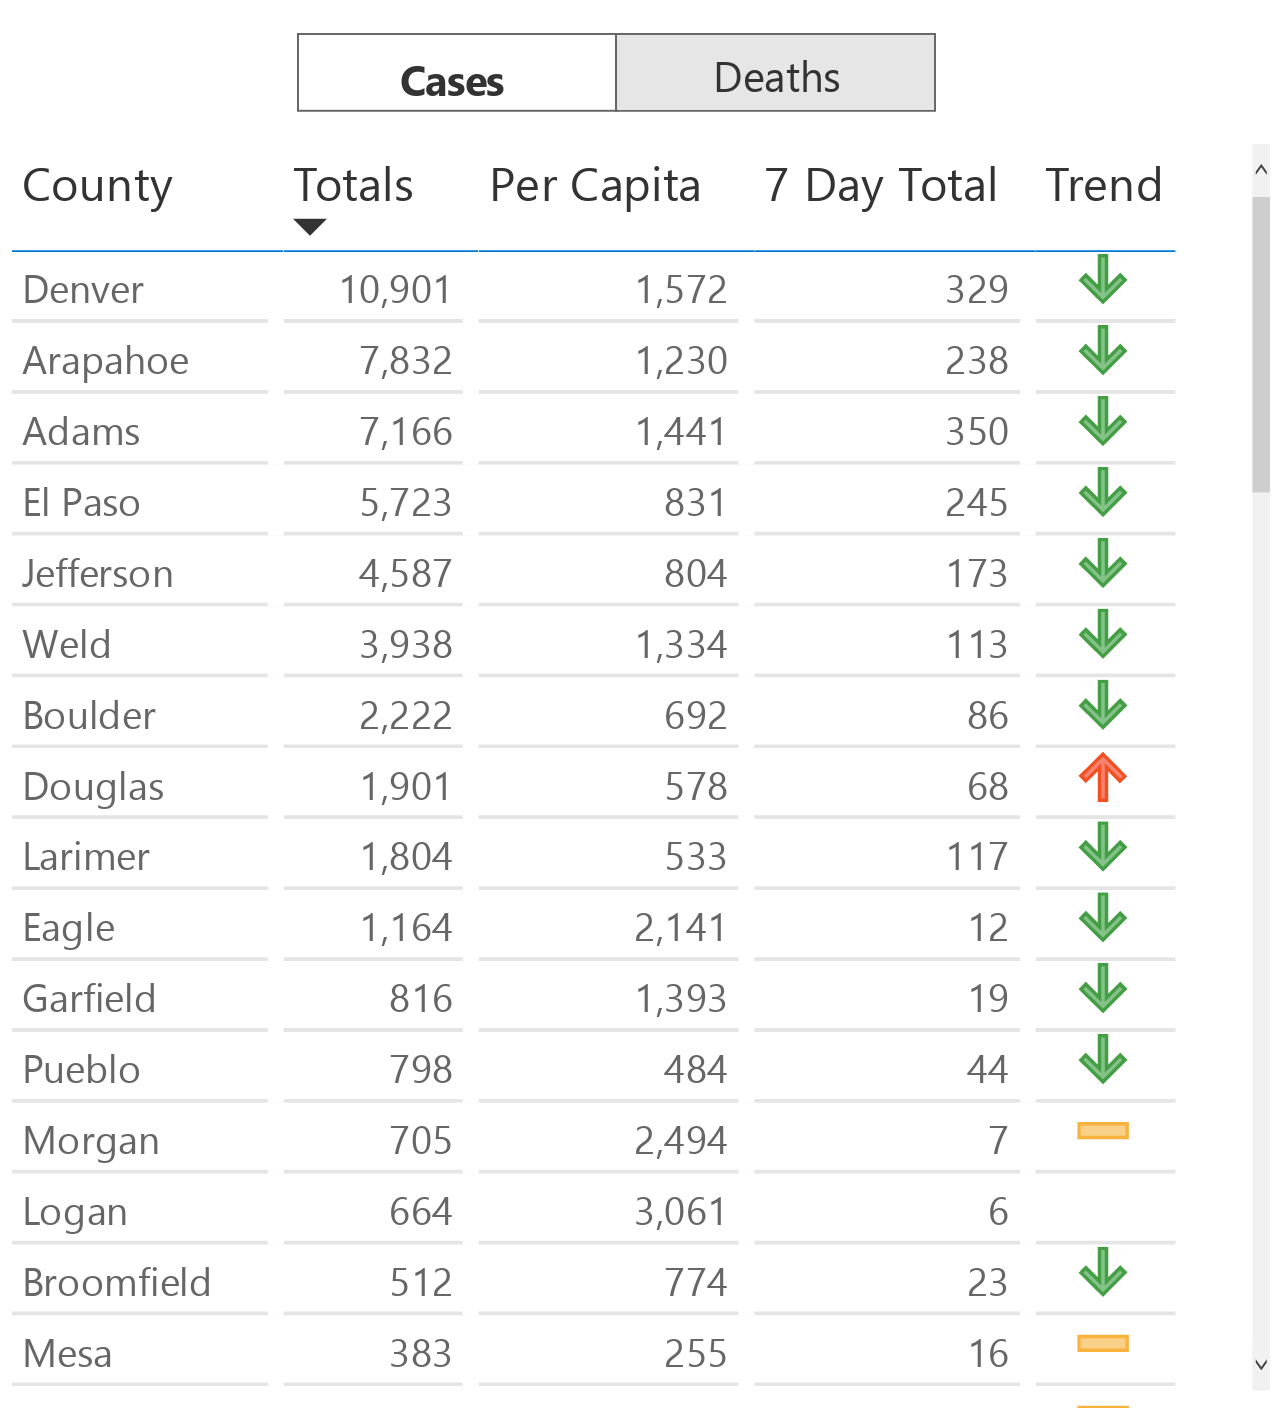 Cases Deaths
County Totals Per Capita 7 Day Total Trend
Denver 10,901 1,572 329
Arapahoe 7,832 1,230 238
Adams 7,166 1,441 350
El Paso 5,723 831 245
Jefferson 4,587 804 173
Weld 3,938 1,334 113
Boulder 2,222 692 86
Douglas 1,901 578 68
Larimer 1,804 533 117
Eagle 1,164 2,141 12
Garfield 816 1,393 19
Pueblo 798 484 44
Morgan 705 2,494 7
Logan 664 3,061 6
Broomfield 512 774 23
Mesa 383 255 16